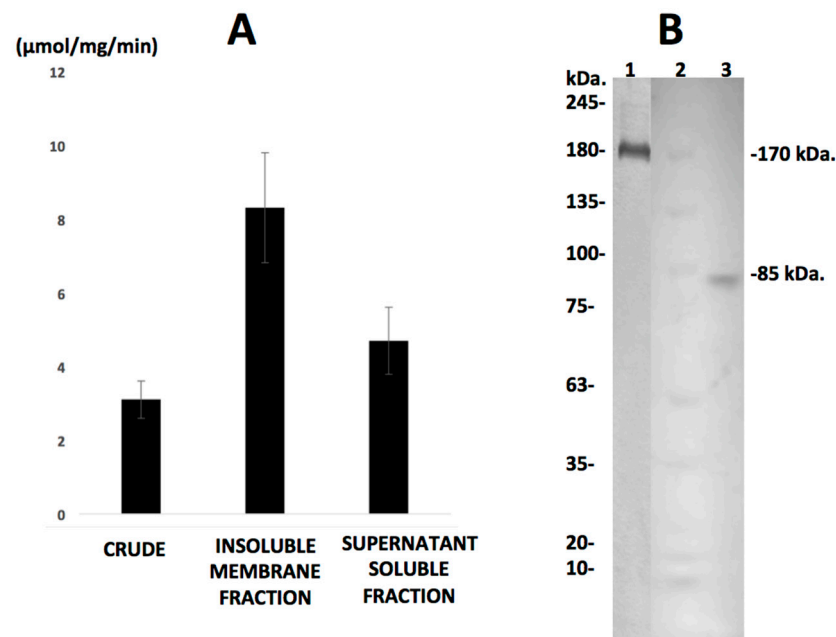 A
(µmol/mg/min)
12
10
8
6
4
2
0
CRUDE
INSOLUBLE
MEMBRANE
FRACTION
SUPERNATANT
SOLUBLE
FRACTION
B
kDa. 1 2 3
245-
180- -170 kDa.
135-
100-
-85 kDa.
75-
63-
35-
20-
10-